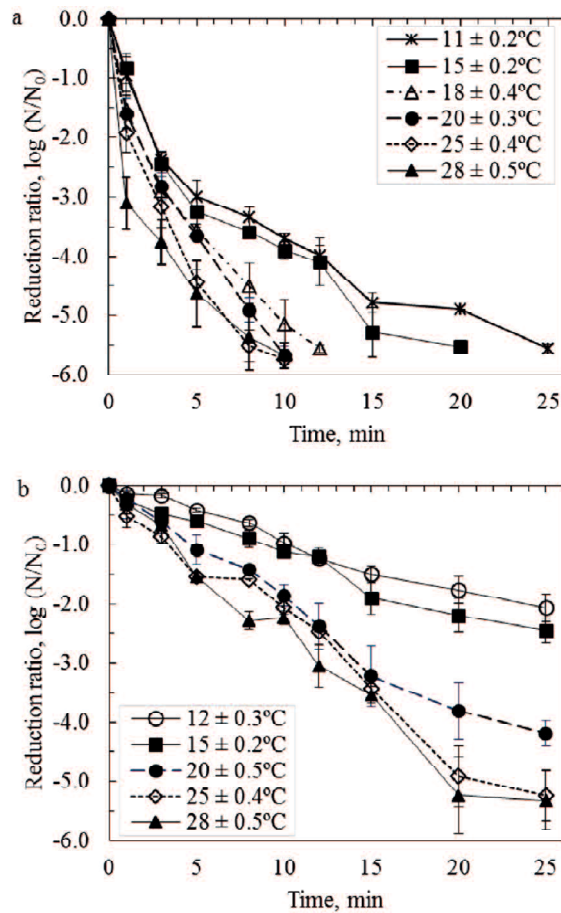 a
0.0
-1.0
-2.0
-3.0
-4.0
-5.0
-6.0
Reduction ratio, log (N/N0)
11 ± 0.2ºC
15 ± 0.2ºC
18 ± 0.4ºC
20 ± 0.3ºC
25 ± 0.4ºC
28 ± 0.5ºC
0 5 10 15 20 25
Time, min
b
0.0
-1.0
-2.0
-3.0
-4.0
-5.0
-6.0
Reduction ratio, log (N/N0)
12 ± 0.3ºC
15 ± 0.2ºC
20 ± 0.5ºC
25 ± 0.4ºC
28 ± 0.5ºC
0 5 10 15 20 25
Time, min